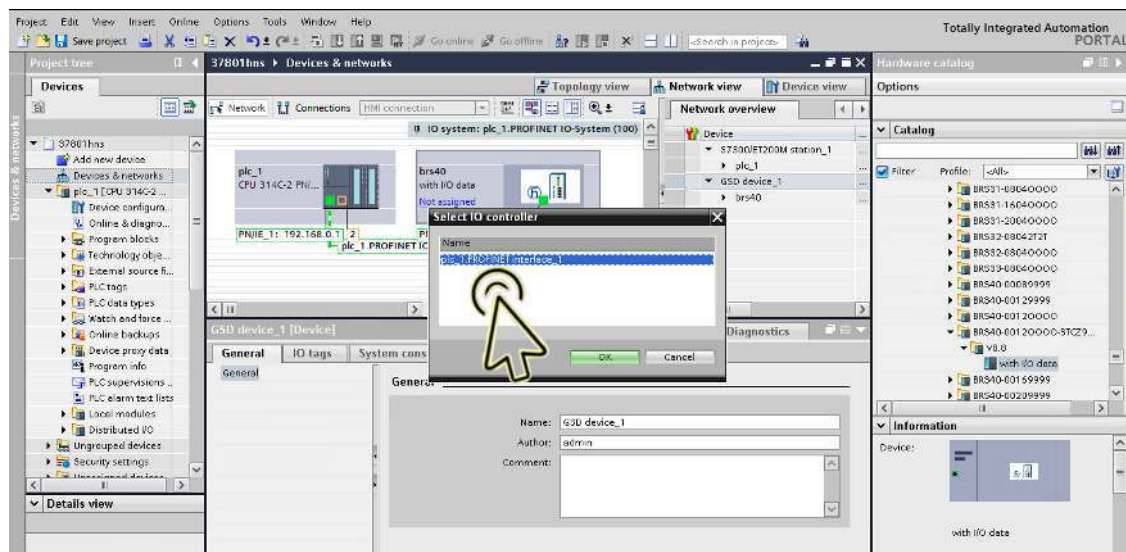 Project Edit View Insert Online Options Tools Window Help
Totally Integrated Automation
PORTAL
Save project
Go online
Go offline
<Search in project>
Project tree
37801hns ▸ Devices & networks
Hardware catalog
Devices
Topology view
Network view
Device view
Options
Devices & networks
Network
Connections
HMI connection
Network overview
IO system: plc_1.PROFINET IO-System (100)
Catalog
Device
S7300/ET200M station_1
plc_1
GSD device_1
brs40
Filter
Profile: <All>
37801hns
Add new device
Devices & networks
plc_1 [CPU 314C-2 ...
Device configura...
Online & diagno...
Program blocks
Technology obje...
External source fi...
PLC tags
PLC data types
Watch and force ...
Online backups
Device proxy data
Program info
PLC supervisions ..
PLC alarm text lists
Local modules
Distributed I/O
Ungrouped devices
Security settings
Details view
plc_1
CPU 314C-2 PN/...
brs40
with I/O data
Not assigned
PN/IE_1: 192.168.0.1
2
plc_1.PROFINET IO
Select IO controller
Name
plc_1.PROFINET interface_1
OK
Cancel
GSD device_1 [Device]
Diagnostics
General
IO tags
System cons
General
General
Name: GSD device_1
Author: admin
Comment:
BRS31-08040000
BRS31-16040000
BRS31-20040000
BRS32-08042T2T
BRS32-08040000
BRS33-08040000
BRS40-00089999
BRS40-00129999
BRS40-00120000
BRS40-00120000-STCZ9...
V8.8
with I/O data
BRS40-00169999
BRS40-00209999
Information
Device:
with I/O data